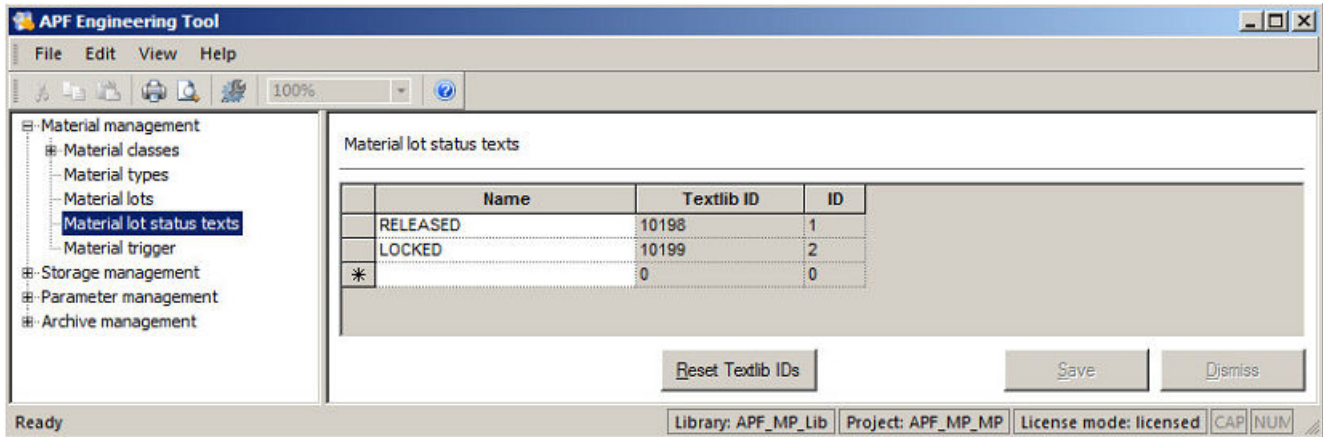 APF Engineering Tool
File Edit View Help
100%
Material management
Material classes
Material types
Material lots
Material lot status texts
Material trigger
Storage management
Parameter management
Archive management
Material lot status texts
Name Textlib ID ID
RELEASED 10198 1
LOCKED 10199 2
0 0
Reset Textlib IDs Save Dismiss
Ready Library: APF_MP_Lib Project: APF_MP_MP License mode: licensed CAP NUM